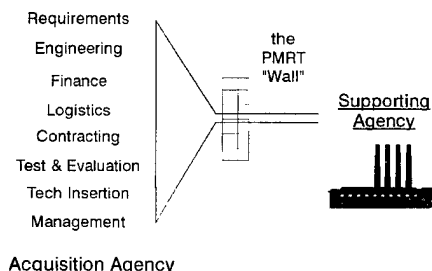 Requirements
Engineering
Finance
Logistics
Contracting
Test & Evaluation
Tech Insertion
Management
Acquisition Agency
the
PMRT
"Wall"
Supporting
Agency